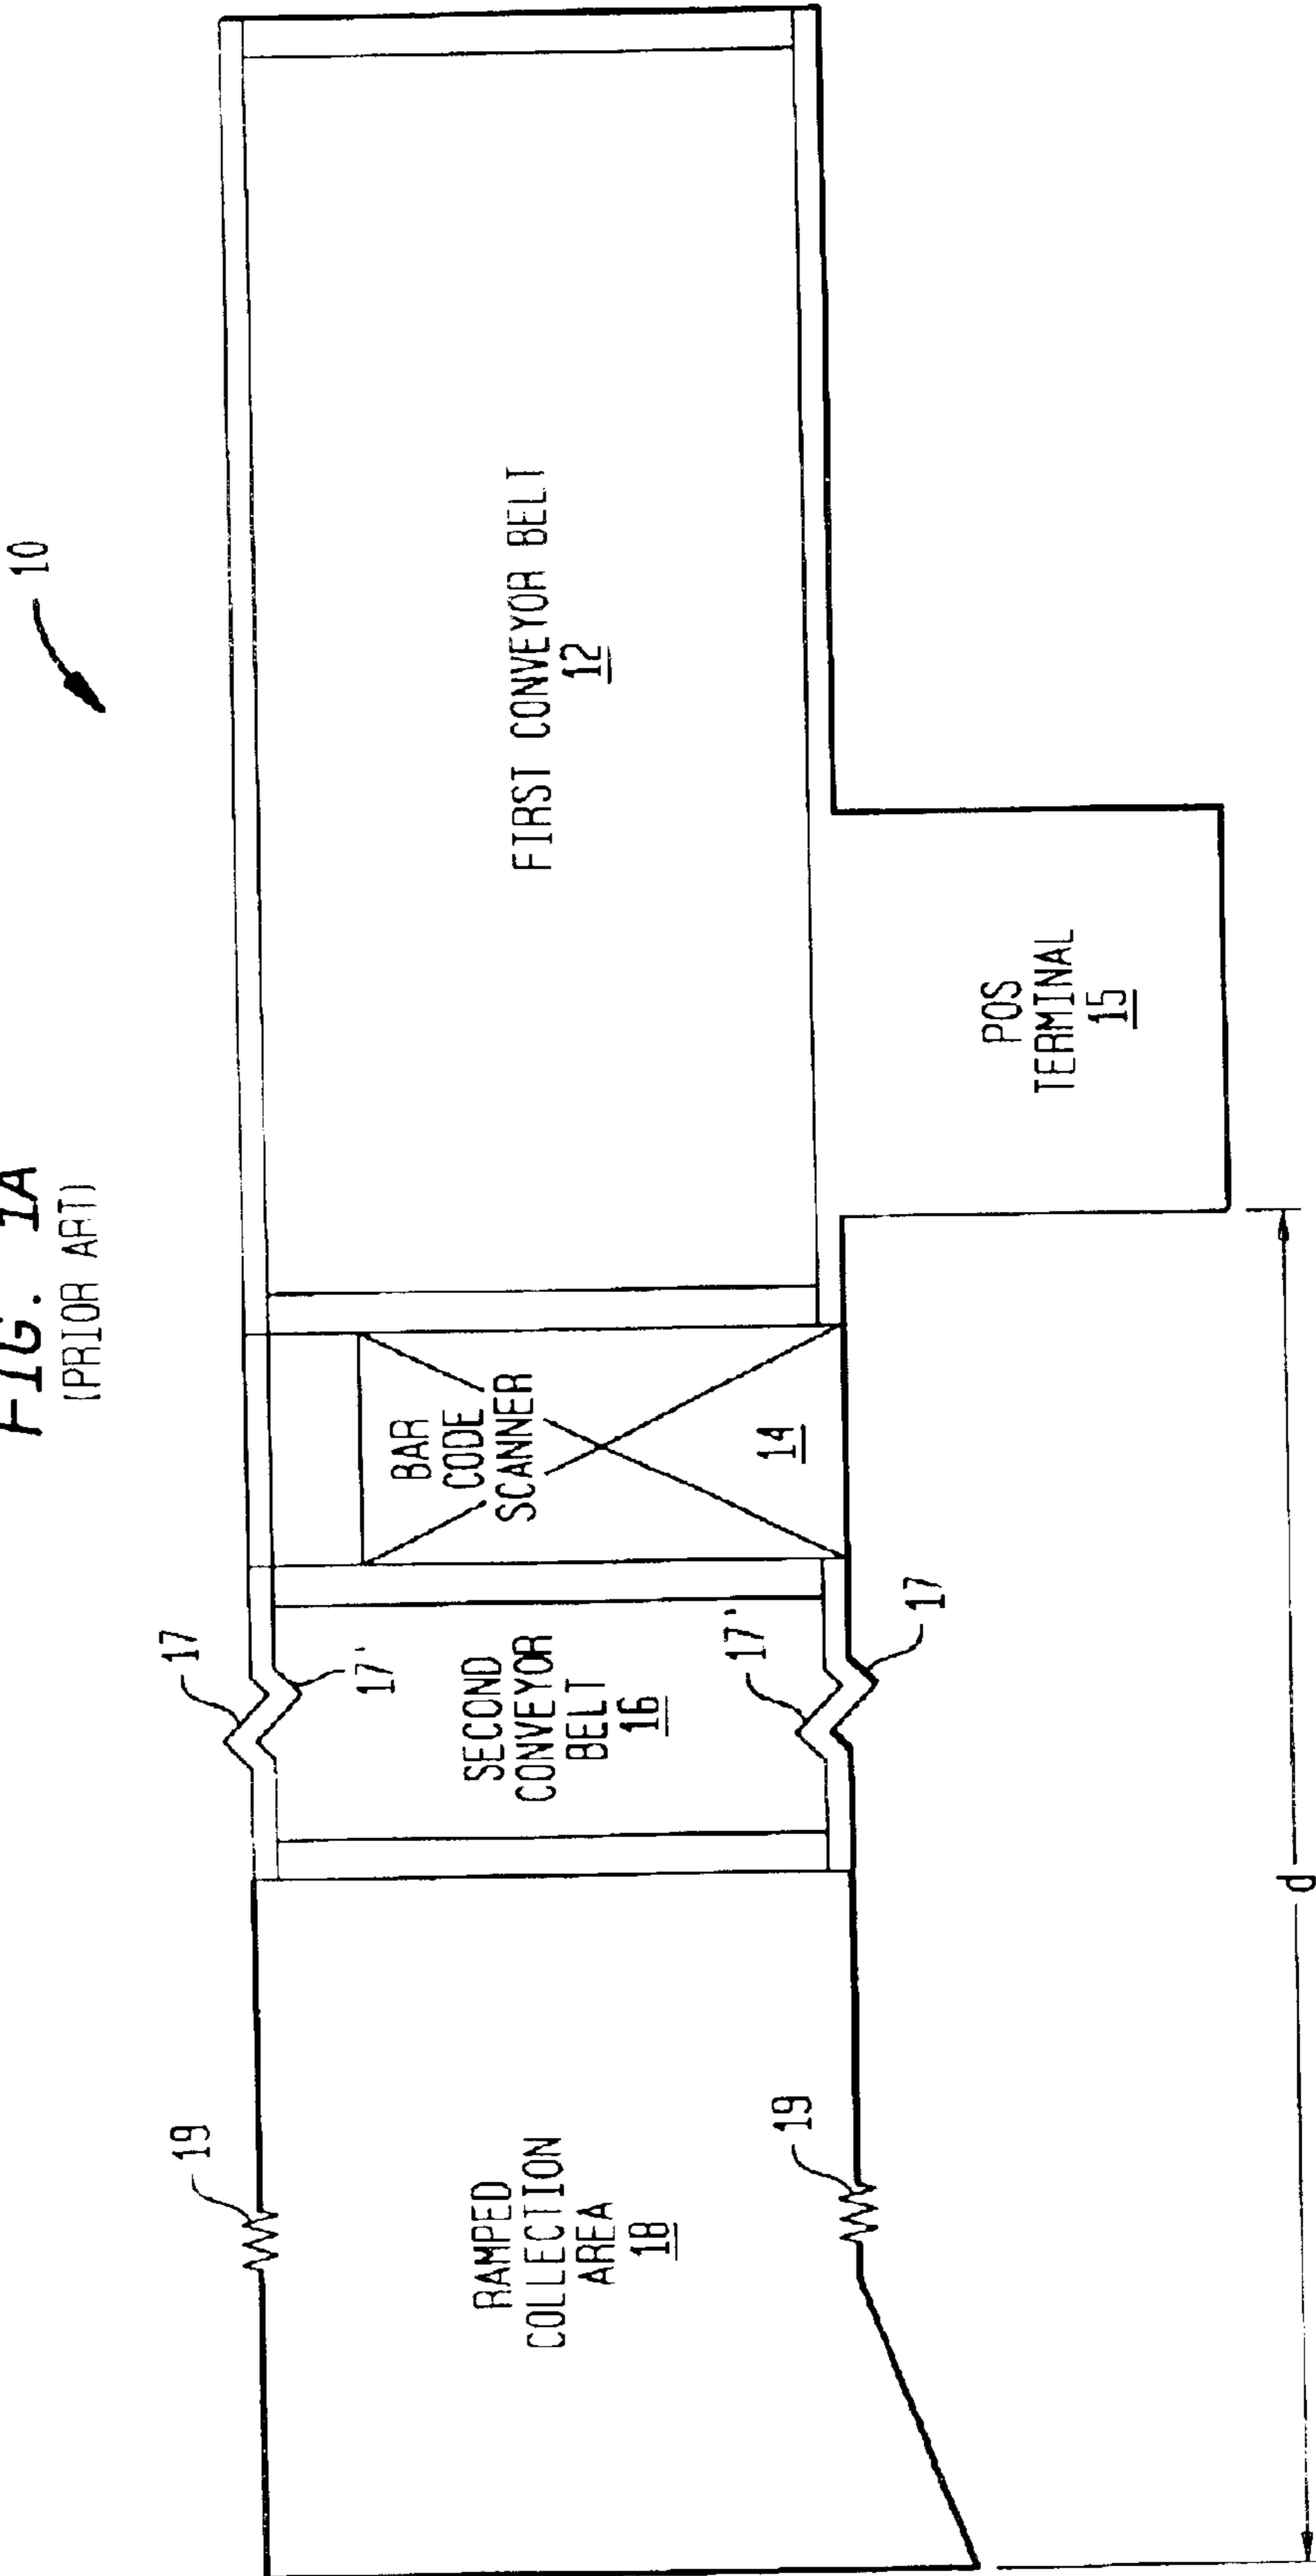 FIG. 1A
(PRIOR ART)
10
19
17
17'
RAMPED
COLLECTION
AREA
18
SECOND
CONVEYOR
BELT
16
BAR
CODE
SCANNER
14
FIRST CONVEYOR BELT
12
19
17'
17
POS
TERMINAL
15
d